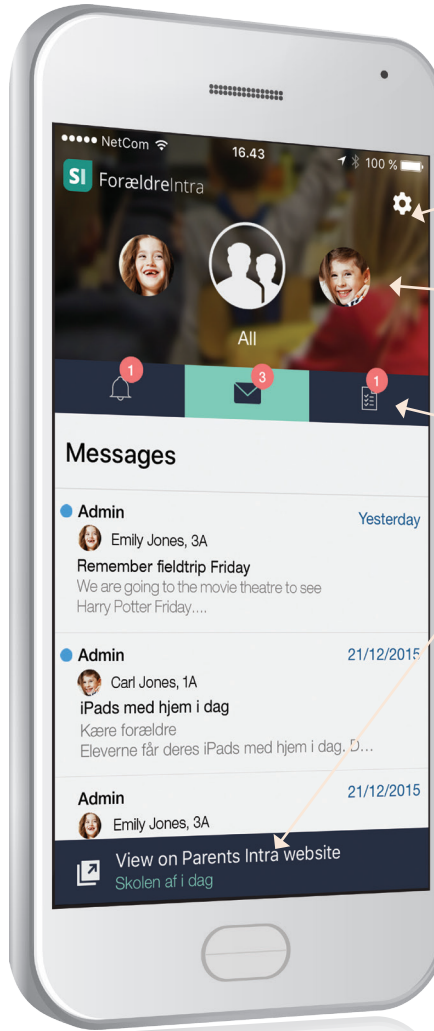 NetCom
16.43
100 %
SI ForældreIntra
All
1
3
1
Messages
Admin
Yesterday
Emily Jones, 3A
Remember fieldtrip Friday
We are going to the movie theatre to see
Harry Potter Friday....
Admin
21/12/2015
Carl Jones, 1A
iPads med hjem i dag
Kære forældre
Eleverne får deres iPads med hjem i dag. D...
Admin
21/12/2015
Emily Jones, 3A
View on Parents Intra website
Skolen af i dag